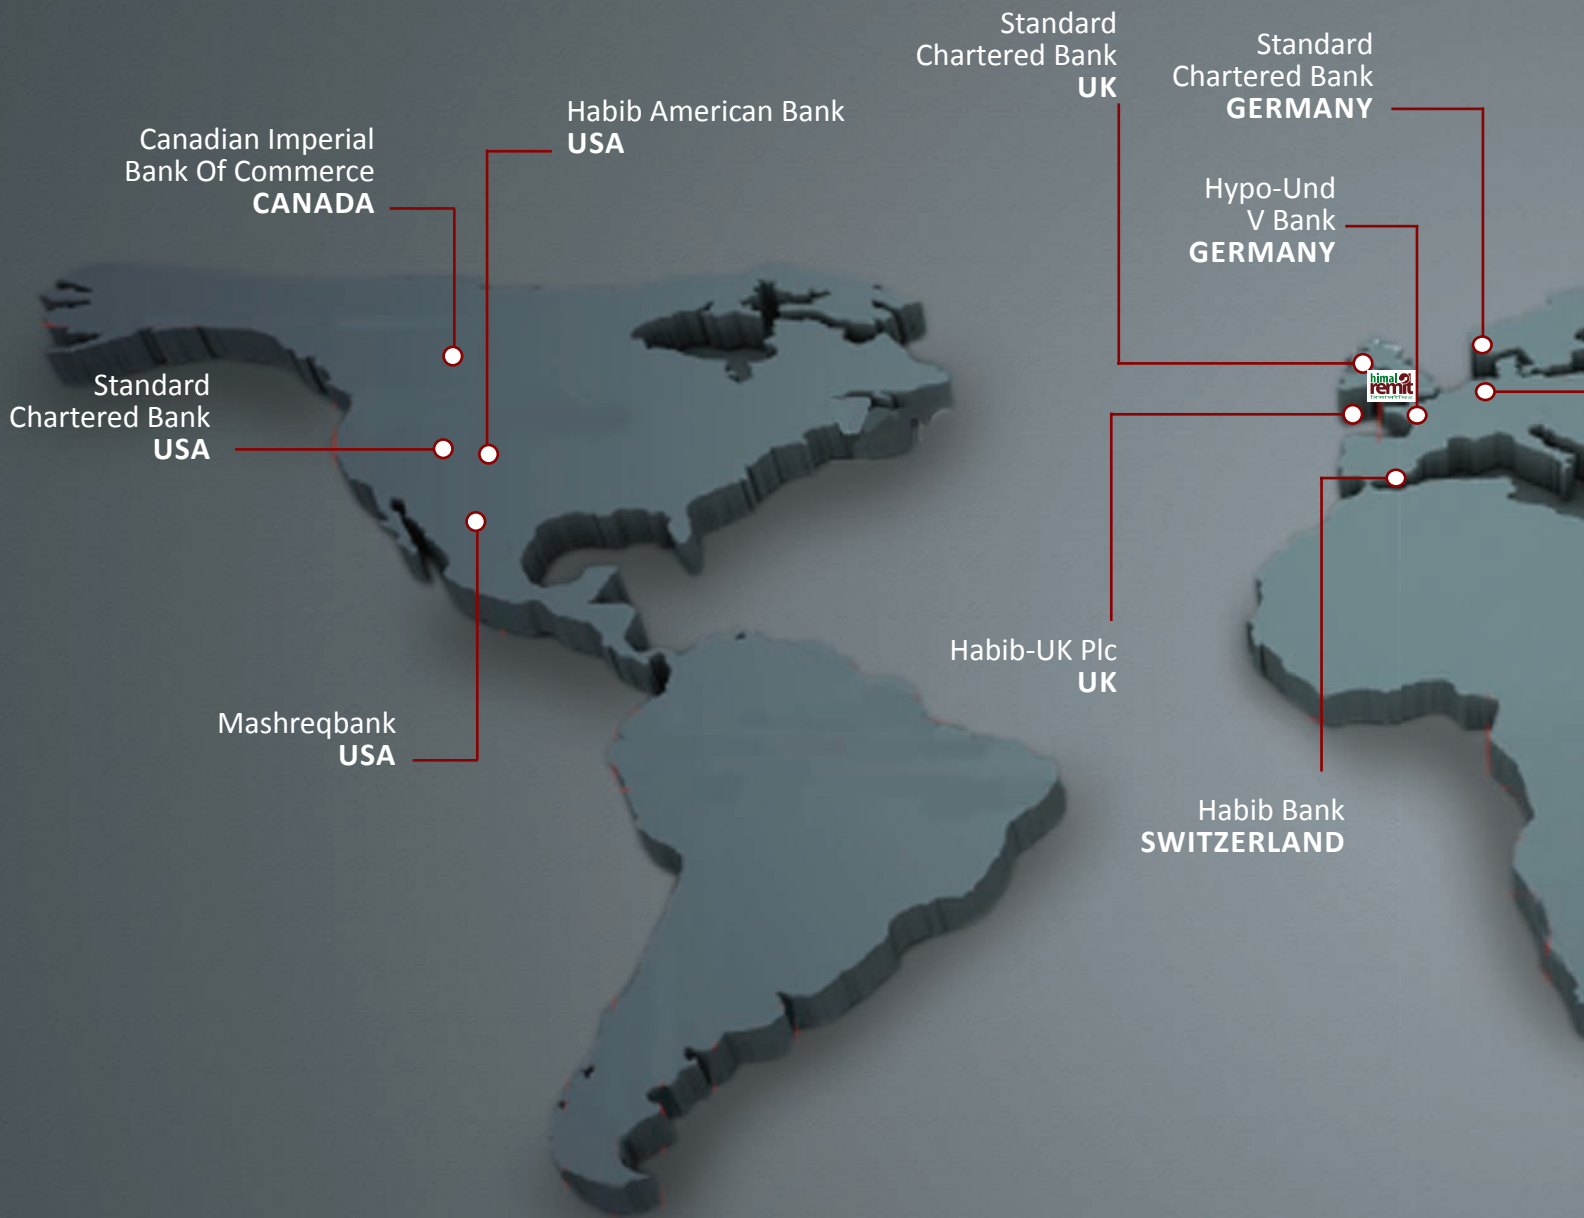 Standard
Chartered Bank
UK
Standard
Chartered Bank
GERMANY
Habib American Bank
USA
Canadian Imperial
Bank Of Commerce
CANADA
Hypo-Und
V Bank
GERMANY
Standard
Chartered Bank
USA
himal
remit
Habib-UK Plc
UK
Mashreqbank
USA
Habib Bank
SWITZERLAND